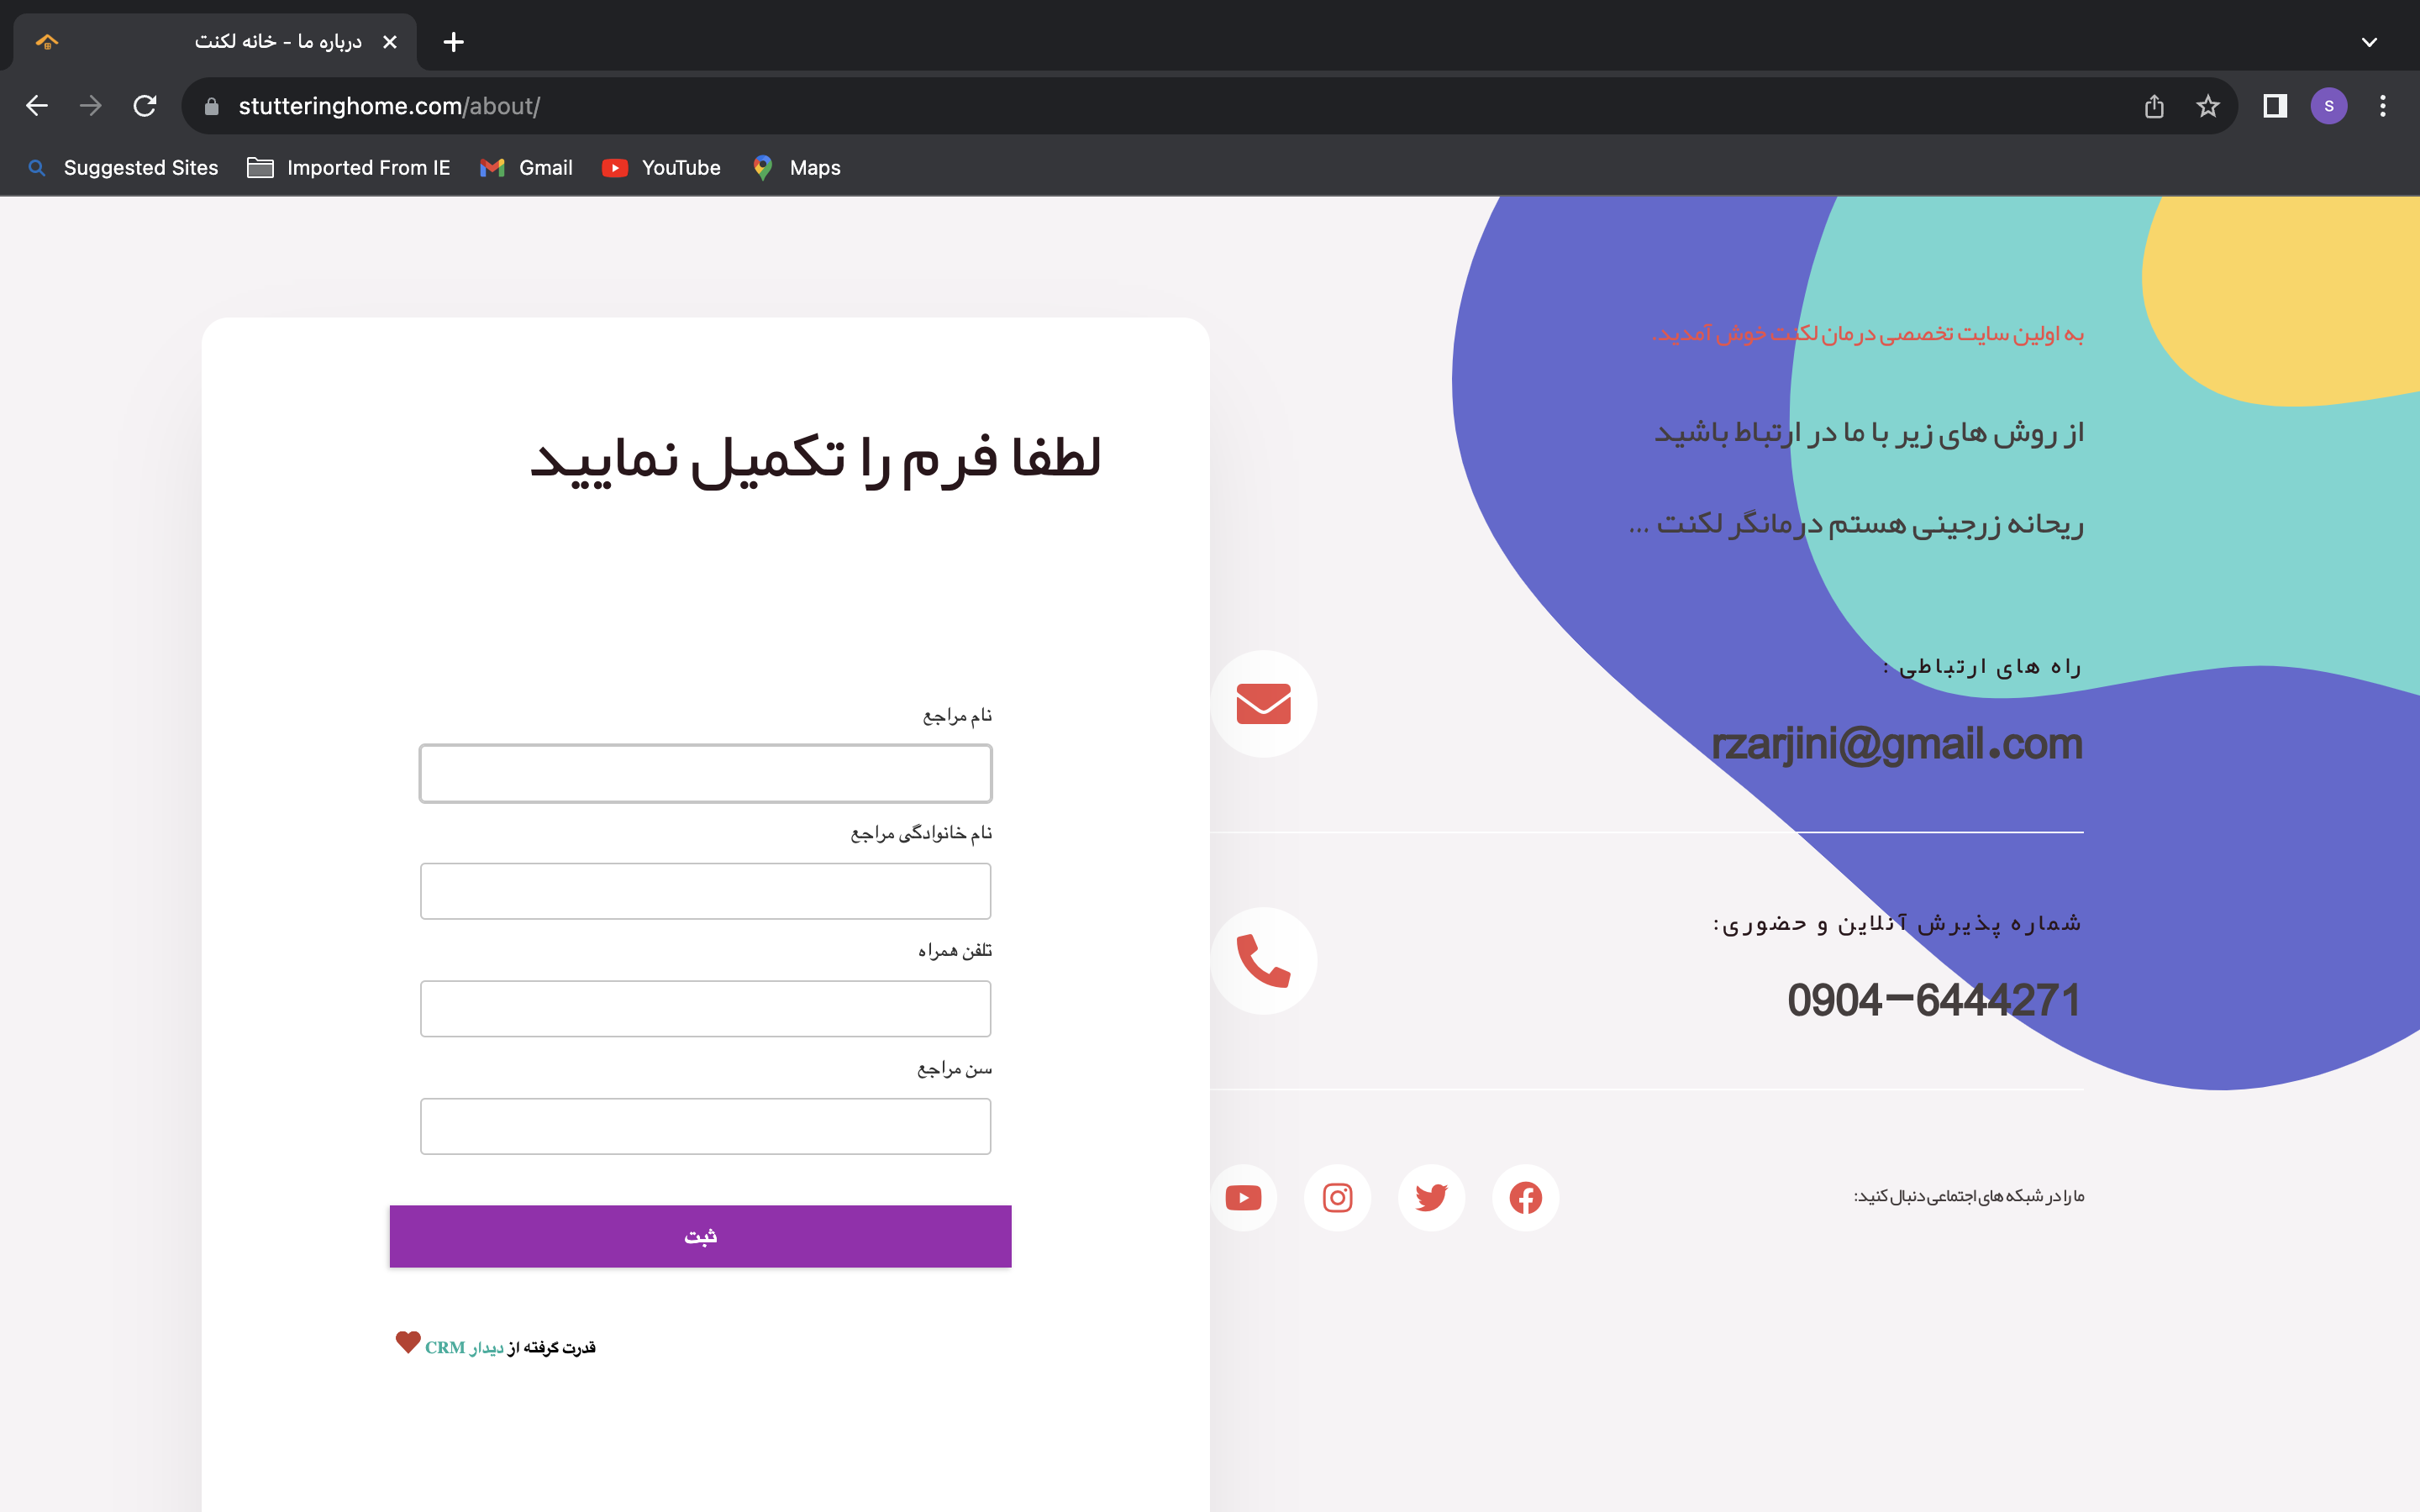 درباره ما - خانه لکنت
stutteringhome.com/about/
S
Suggested Sites
Imported From IE
Gmail
YouTube
Maps
به اولین سایت تخصصی درمان لکنت خوش آمدید.
از روش های زیر با ما در ارتباط باشید
ریحانه زرجینی هستم درمانگر لکنت ...
راه های ارتباطی :
rzarjini@gmail.com
شماره پذیرش آنلاین و حضوری:
0904-6444271
ما را در شبکه های اجتماعی دنبال کنید:
لطفا فرم را تکمیل نمایید
نام مراجع
نام خانوادگی مراجع
تلفن همراه
سن مراجع
ثبت
قدرت گرفته از دیدار CRM